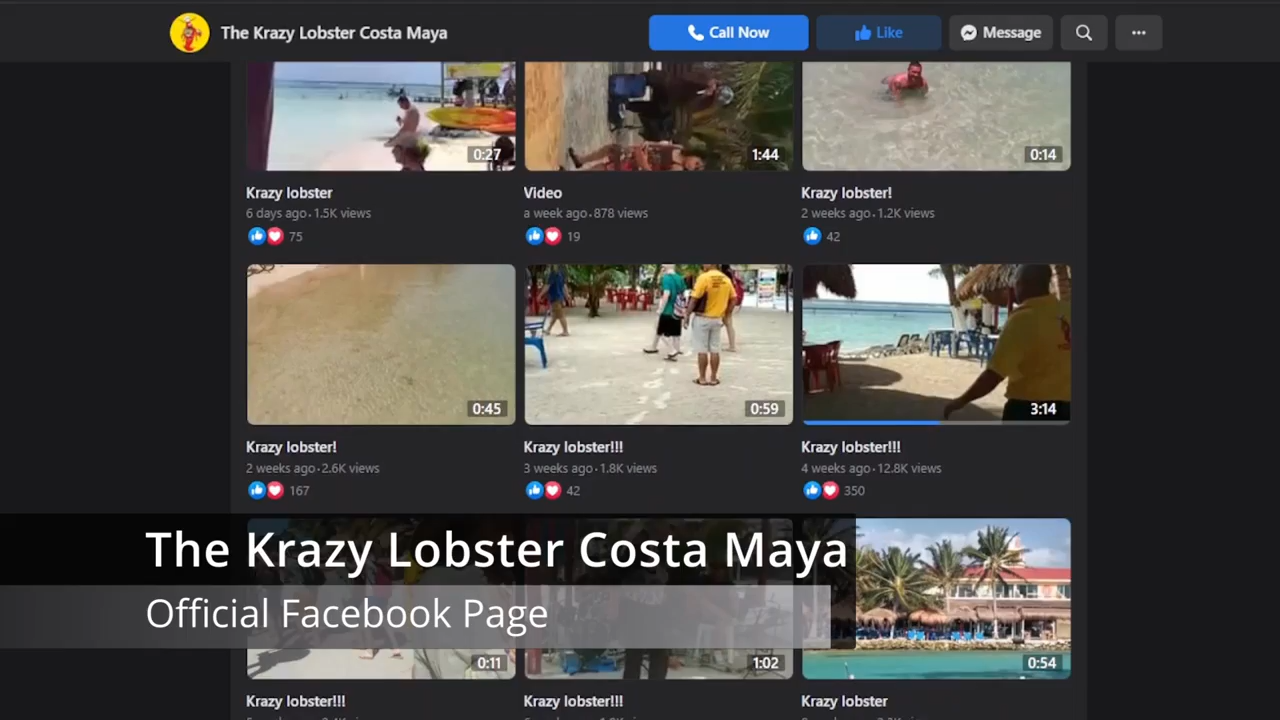 The Krazy Lobster Costa Maya
Call Now
Like
Message
0:27
1:44
0:14
Krazy lobster
Video
Krazy lobster!
6 days ago · 1.5K views
a week ago · 878 views
2 weeks ago · 1.2K views
75
19
42
0:45
0:59
3:14
Krazy lobster!
Krazy lobster!!!
Krazy lobster!!!
2 weeks ago · 2.6K views
3 weeks ago · 1.8K views
4 weeks ago · 12.8K views
167
42
350
The Krazy Lobster Costa Maya
Official Facebook Page
0:11
1:02
0:54
Krazy lobster!!!
Krazy lobster!!!
Krazy lobster